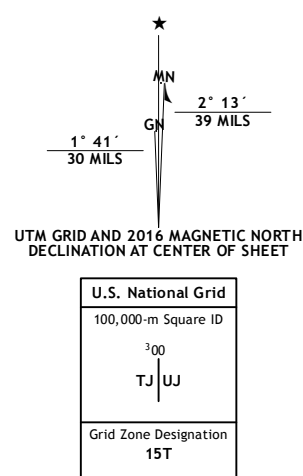 ★
MN
GN
2° 13´
39 MILS
1° 41´
30 MILS
UTM GRID AND 2016 MAGNETIC NORTH
DECLINATION AT CENTER OF SHEET
U.S. National Grid
100,000-m Square ID
³00
TJ UJ
Grid Zone Designation
15T